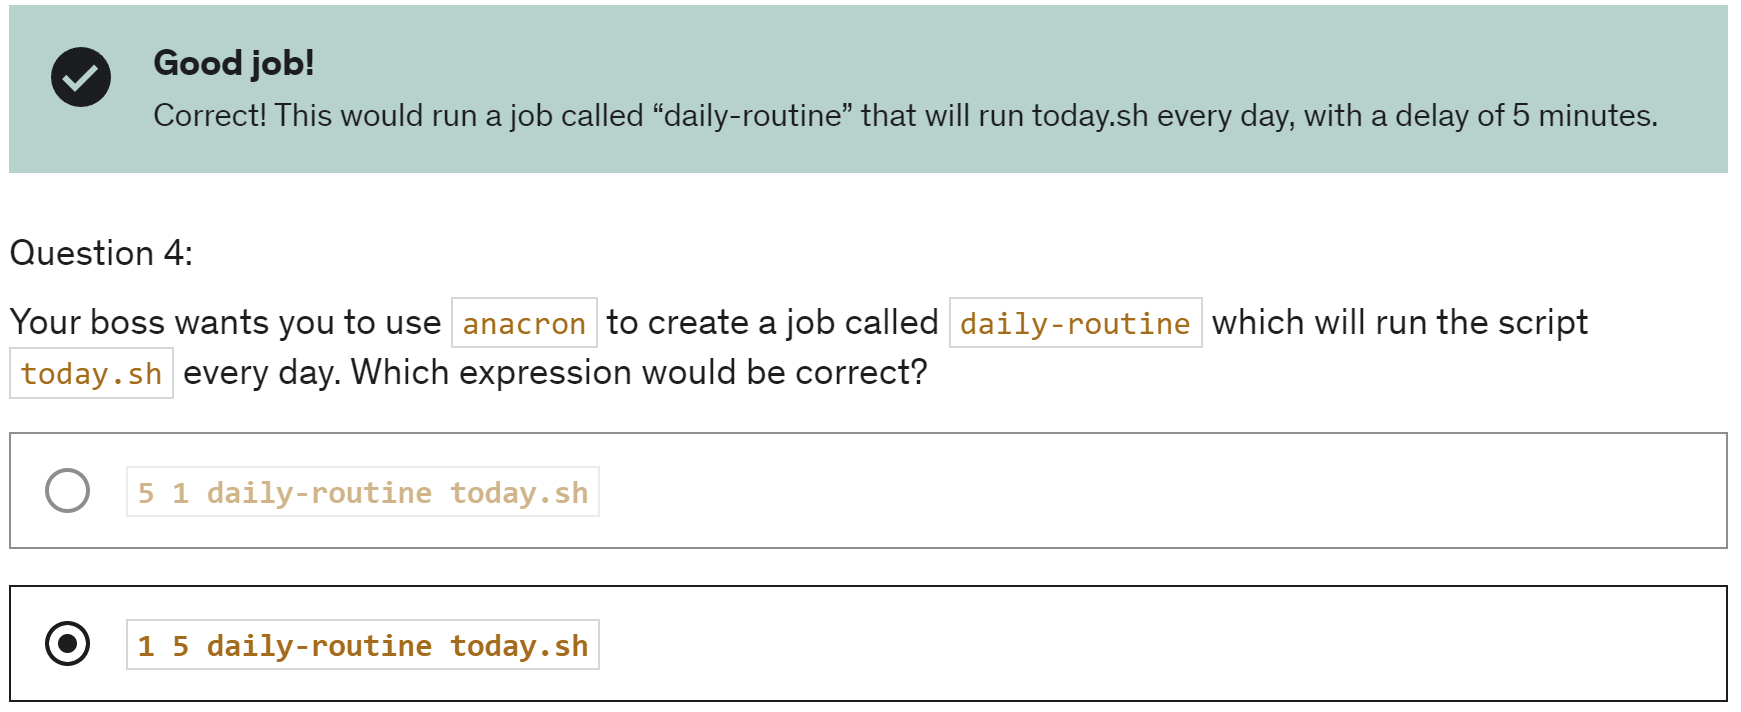 Good job!
Correct! This would run a job called “daily-routine” that will run today.sh every day, with a delay of 5 minutes.
Question 4:
Your boss wants you to use anacron to create a job called daily-routine which will run the script
today.sh every day. Which expression would be correct?
5 1 daily-routine today.sh
1 5 daily-routine today.sh